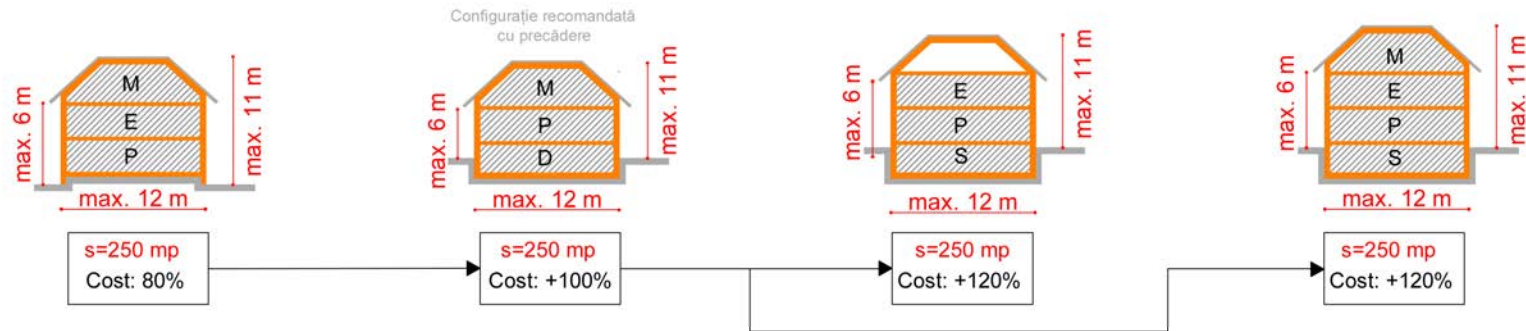 Configurație recomandată
cu precădere
M
E
P
max. 6 m
max. 11 m
max. 12 m
s=250 mp
Cost: 80%
M
P
D
max. 6 m
max. 11 m
max. 12 m
s=250 mp
Cost: +100%
E
P
S
max. 6 m
max. 11 m
max. 12 m
s=250 mp
Cost: +120%
M
E
P
S
max. 6 m
max. 11 m
max. 12 m
s=250 mp
Cost: +120%